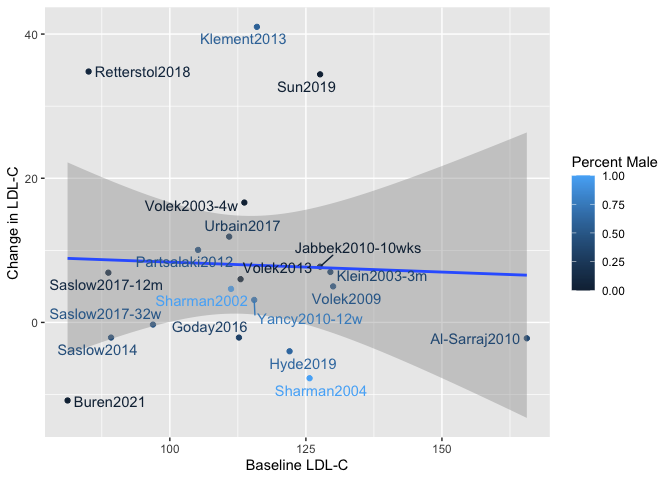 40
Klement2013
Retterstol2018
Sun2019
Percent Male
1.00
0.75
0.50
0.25
0.00
20
Volek2003-4w
Urbain2017
Jabbek2010-10wks
Partsalaki2012
Volek2013
Klein2003-3m
Saslow2017-12m
Sharman2002
Volek2009
Saslow2017-32w
Yancy2010-12w
0
Goday2016
Al-Sarraj2010
Saslow2014
Hyde2019
Sharman2004
Buren2021
Change in LDL-C
100
125
150
Baseline LDL-C